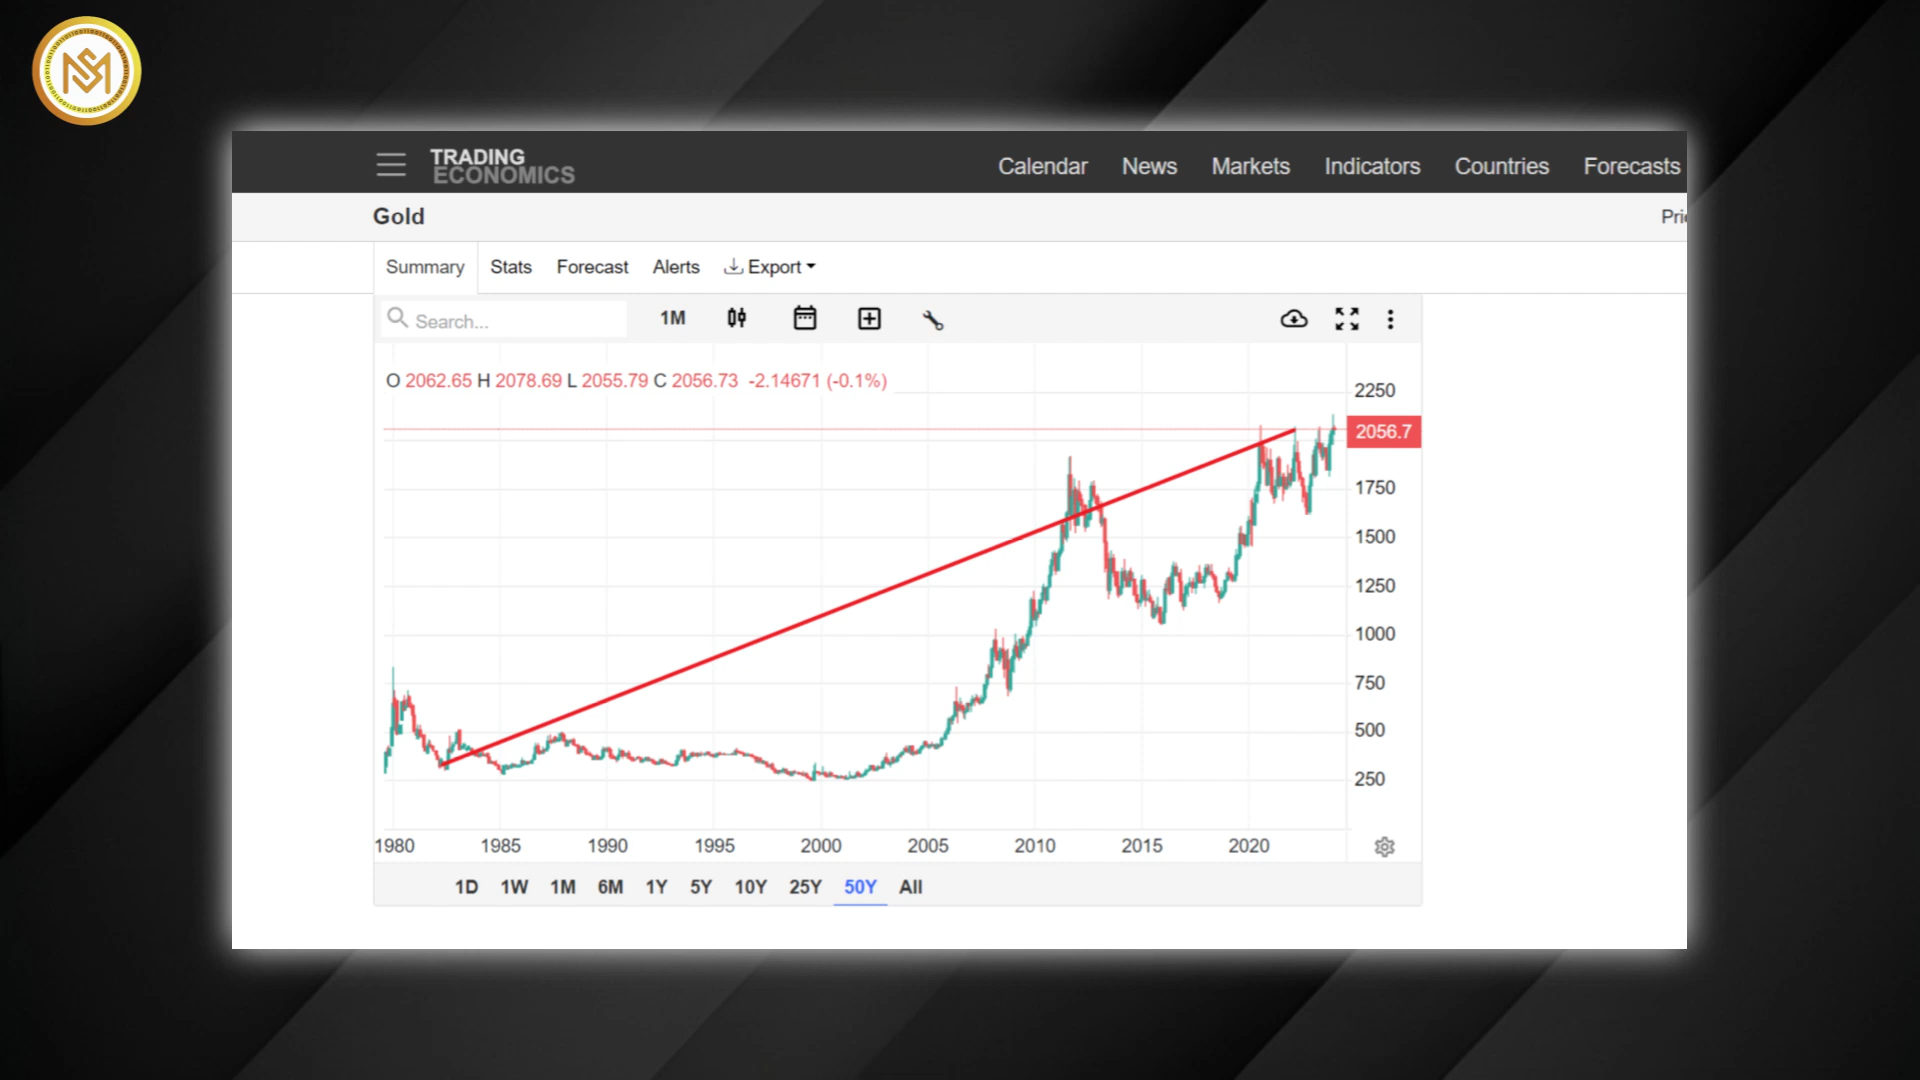 TRADING
ECONOMICS
Calendar News Markets Indicators Countries Forecasts
Gold
Summary Stats Forecast Alerts Export
Search... 1M
O 2062.65 H 2078.69 L 2055.79 C 2056.73 -2.14671 (-0.1%)
2250
2056.7
1750
1500
1250
1000
750
500
250
1980 1985 1990 1995 2000 2005 2010 2015 2020
1D 1W 1M 6M 1Y 5Y 10Y 25Y 50Y All